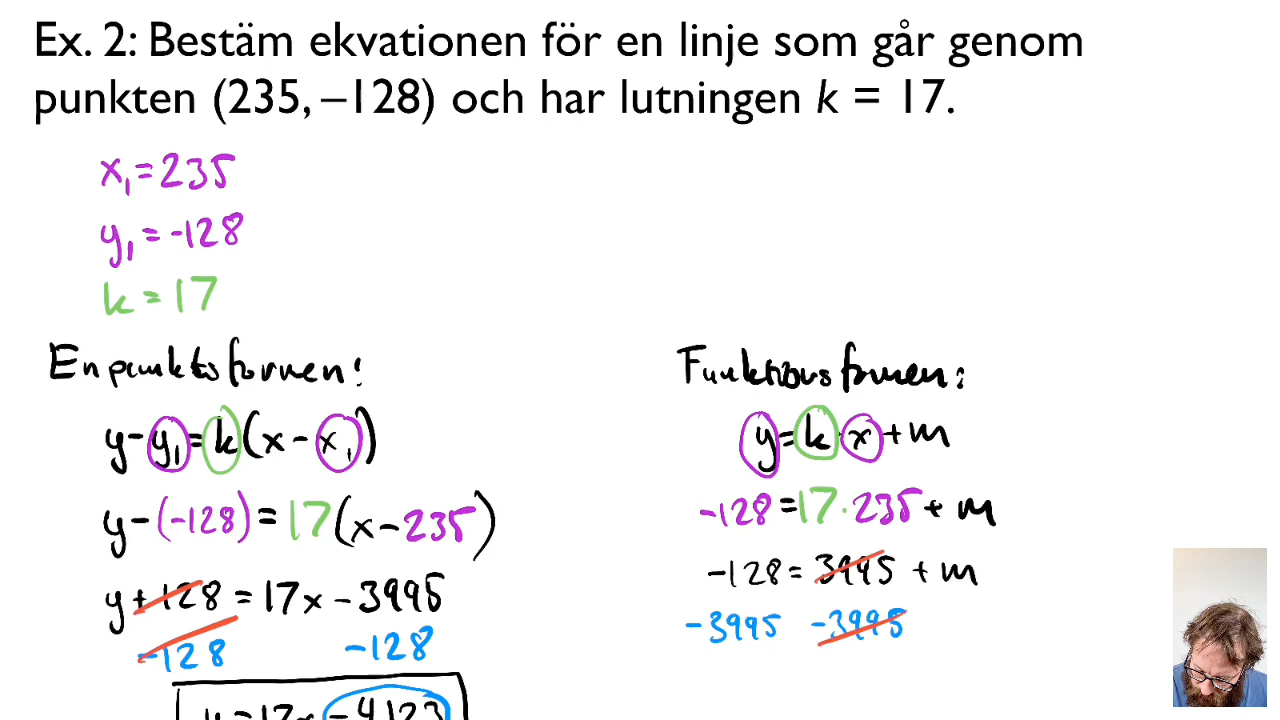 Ex. 2: Bestäm ekvationen för en linje som går genom
punkten (235, –128) och har lutningen k = 17.
x₁ = 235
y₁ = -128
k = 17
Enpunktsformen:
y - y₁ = k(x - x₁)
y - (-128) = 17(x - 235)
y + 128 = 17x - 3995
-128 -128
y = 17x - 4123
Funktionsformen:
y = k · x + m
-128 = 17 · 235 + m
-128 = 3995 + m
-3995 -3995